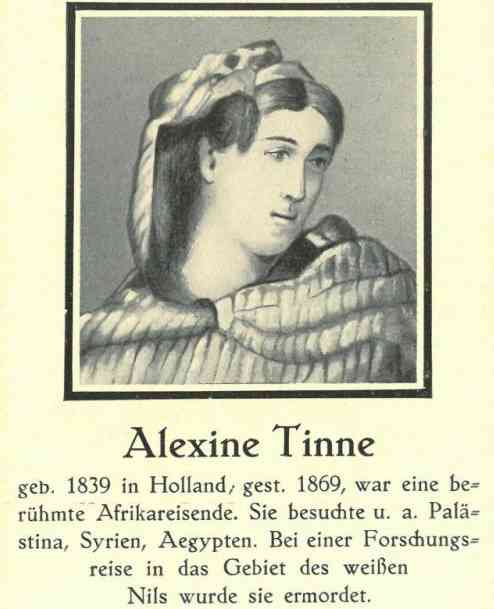 Alexine Tinne
geb. 1839 in Holland, gest. 1869, war eine be=
rühmte Afrikareisende. Sie besuchte u. a. Palä=
stina, Syrien, Aegypten. Bei einer Forschungs=
reise in das Gebiet des weißen
Nils wurde sie ermordet.